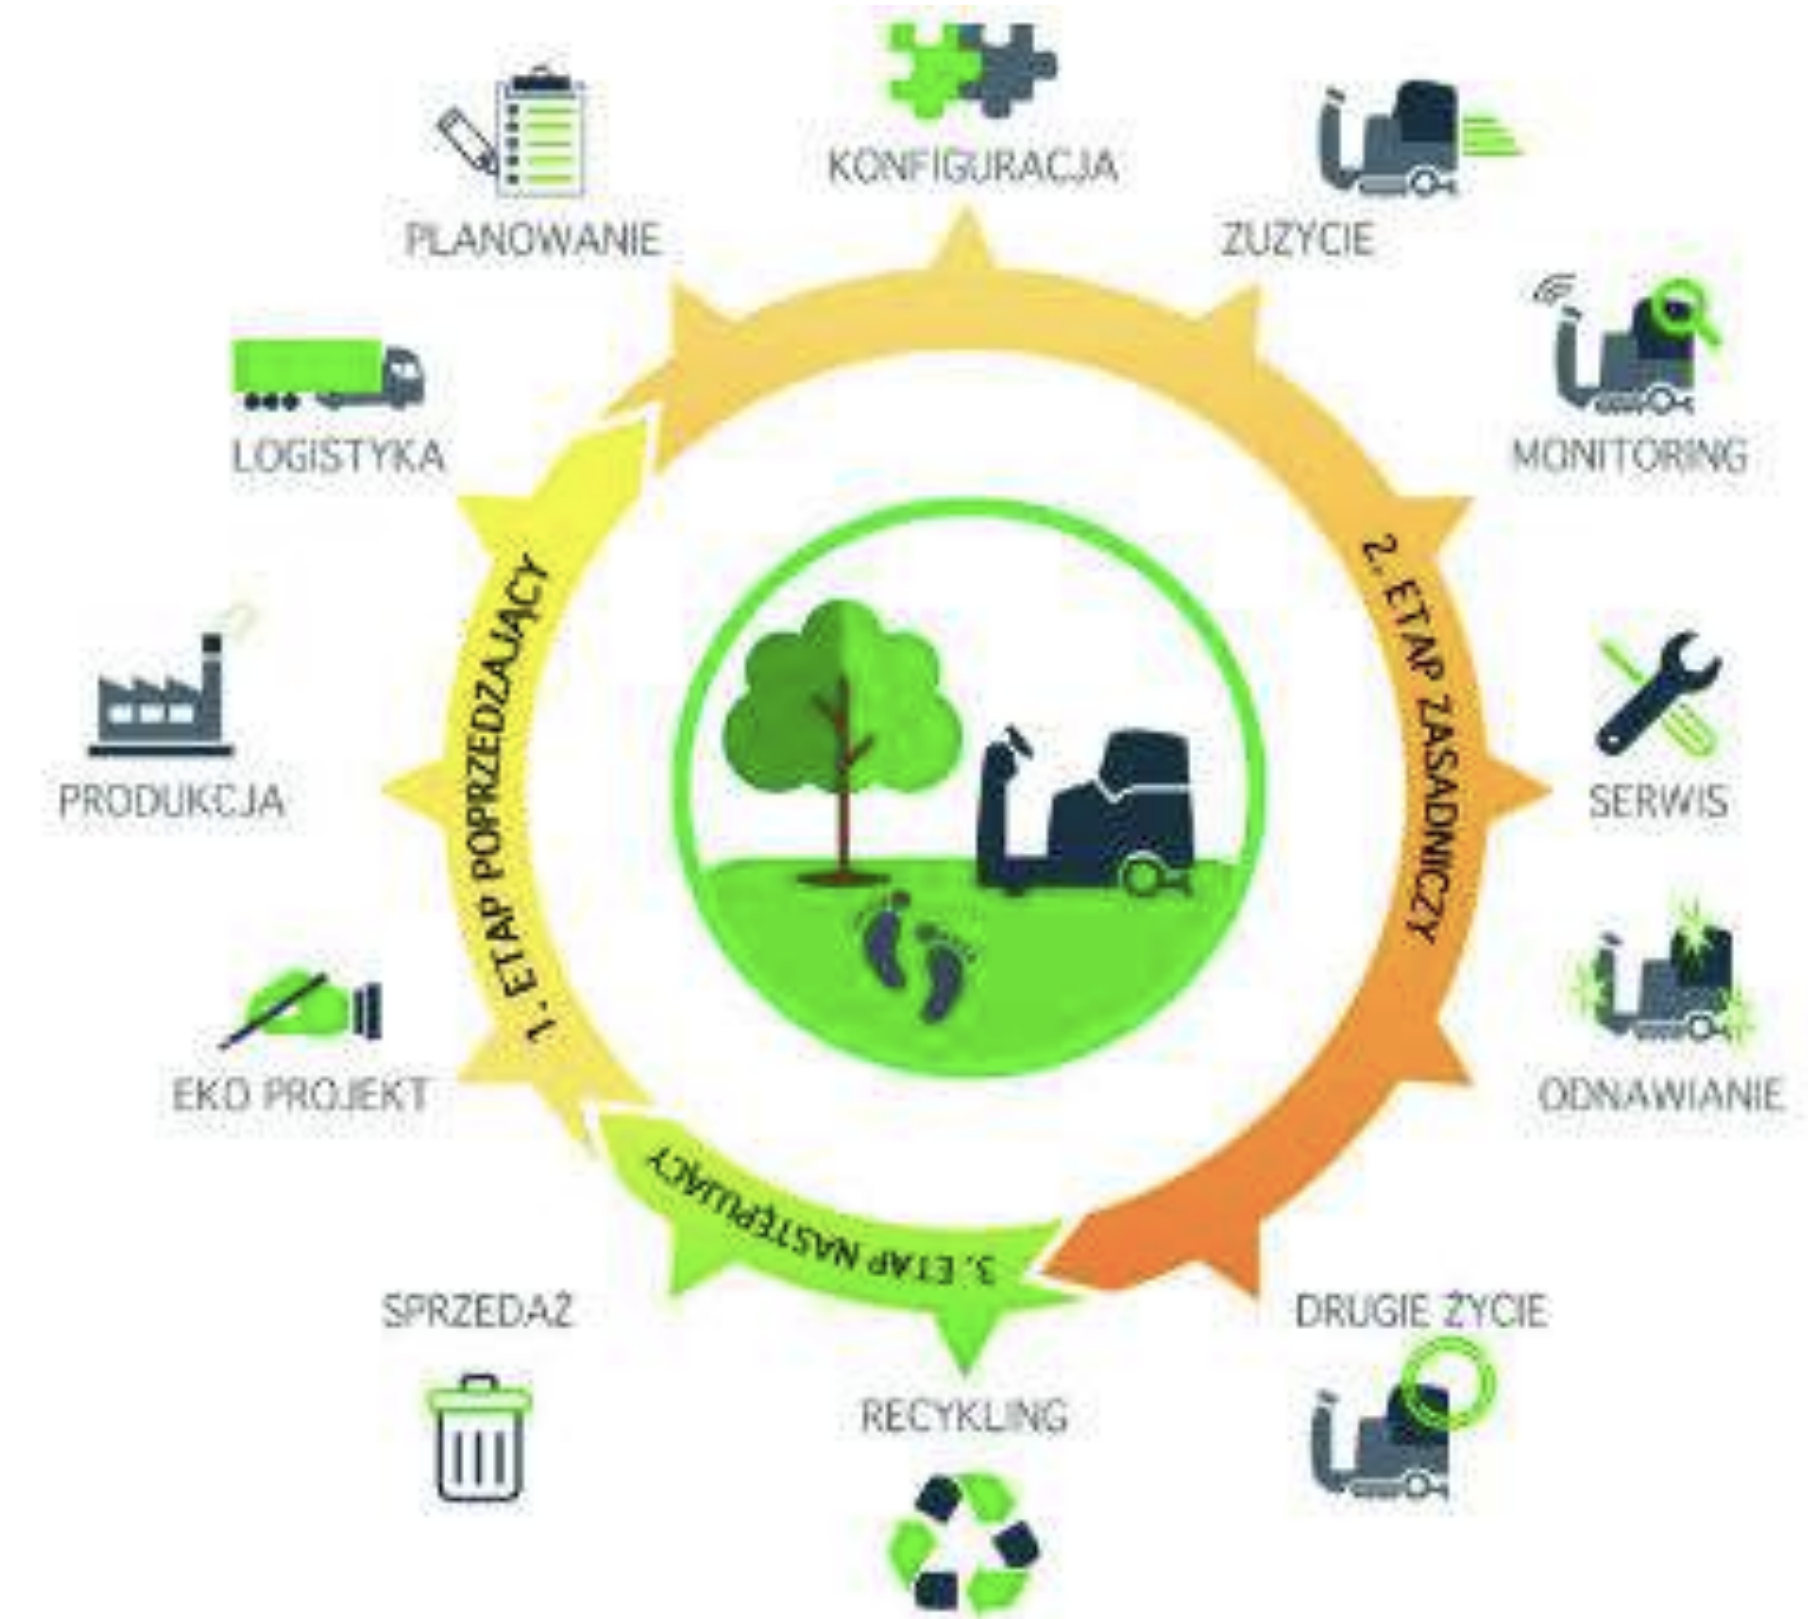 KONFIGURACJA
PLANOWANIE
ZUZYCIE
LOGISTYKA
MONITORING
1. ETAP POPRZEDZAJĄCY
2. ETAP ZASADNICZY
PRODUKCJA
SERWIS
EKO PROJEKT
ODNAWIANIE
3. ETAP NASTĘPUJĄCY
SPRZEDAŻ
DRUGIE ŻYCIE
RECYKLING